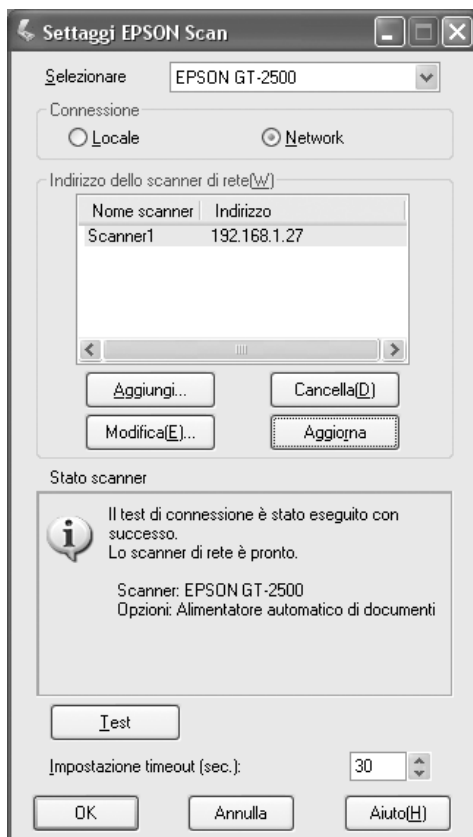 Settaggi EPSON Scan
Selezionare EPSON GT-2500
Connessione
Locale Network
Indirizzo dello scanner di rete(W)
Nome scanner Indirizzo
Scanner1 192.168.1.27
Aggiungi... Cancella(D)
Modifica(E)... Aggiorna
Stato scanner
Il test di connessione è stato eseguito con
successo.
Lo scanner di rete è pronto.
Scanner: EPSON GT-2500
Opzioni: Alimentatore automatico di documenti
Test
Impostazione timeout (sec.): 30
OK Annulla Aiuto(H)